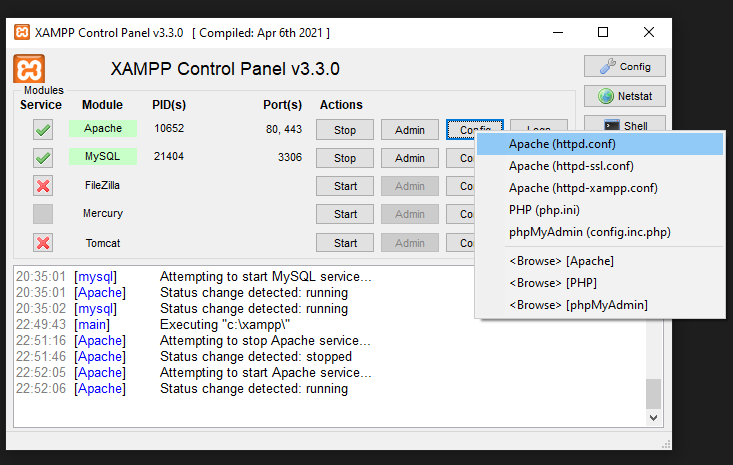 XAMPP Control Panel v3.3.0 [ Compiled: Apr 6th 2021 ]
XAMPP Control Panel v3.3.0
Config
Modules
Service Module PID(s) Port(s) Actions
Netstat
Apache 10652 80, 443 Stop Admin Config Logs
Shell
MySQL 21404 3306 Stop Admin
FileZilla Start Admin
Mercury Start Admin
Tomcat Start Admin
Apache (httpd.conf)
Apache (httpd-ssl.conf)
Apache (httpd-xampp.conf)
PHP (php.ini)
phpMyAdmin (config.inc.php)
<Browse> [Apache]
<Browse> [PHP]
<Browse> [phpMyAdmin]
20:35:01 [mysql] Attempting to start MySQL service...
20:35:01 [Apache] Status change detected: running
20:35:02 [mysql] Status change detected: running
22:49:43 [main] Executing "c:\xampp\"
22:51:16 [Apache] Attempting to stop Apache service...
22:51:46 [Apache] Status change detected: stopped
22:52:05 [Apache] Attempting to start Apache service...
22:52:06 [Apache] Status change detected: running